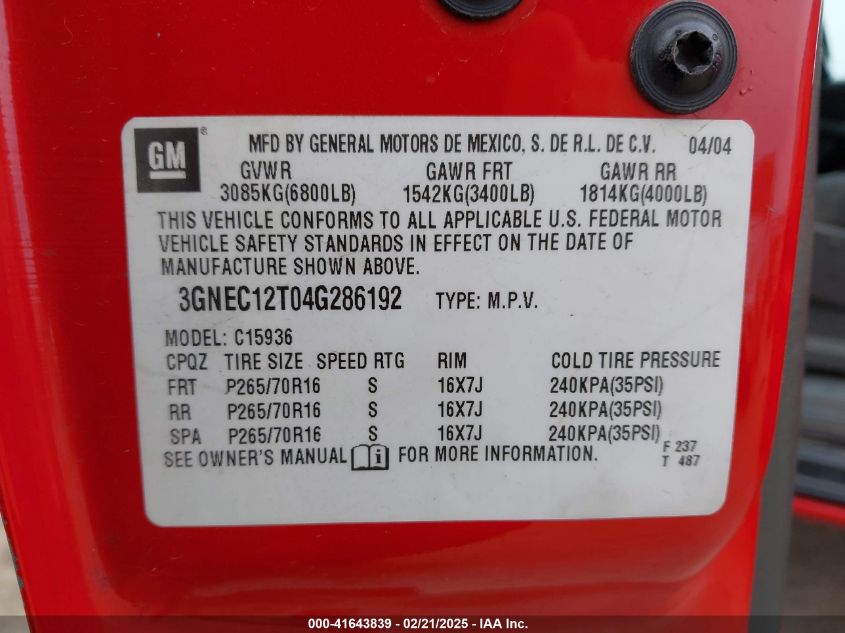 GM ® MFD BY GENERAL MOTORS DE MEXICO, S. DE R.L. DE C.V. 04/04
GVWR GAWR FRT GAWR RR
3085KG(6800LB) 1542KG(3400LB) 1814KG(4000LB)
THIS VEHICLE CONFORMS TO ALL APPLICABLE U.S. FEDERAL MOTOR
VEHICLE SAFETY STANDARDS IN EFFECT ON THE DATE OF
MANUFACTURE SHOWN ABOVE.
3GNEC12T04G286192 TYPE: M.P.V.
MODEL: C15936
CPQZ TIRE SIZE SPEED RTG RIM COLD TIRE PRESSURE
FRT P265/70R16 S 16X7J 240KPA(35PSI)
RR P265/70R16 S 16X7J 240KPA(35PSI)
SPA P265/70R16 S 16X7J 240KPA(35PSI)
SEE OWNER'S MANUAL i FOR MORE INFORMATION. F 237
T 487
000-41643839 - 02/21/2025 - IAA Inc.